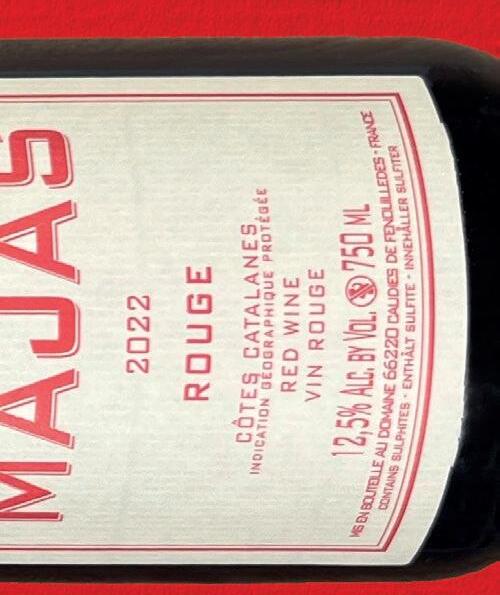 MAJAS
2022
ROUGE
CÔTES CATALANES
INDICATION GÉOGRAPHIQUE PROTÉGÉE
RED WINE
VIN ROUGE
12,5% ALC. BY VOL. 750 ML
MIS EN BOUTEILLE AU DOMAINE 66220 CAUDIES DE FENOUILLEDES - FRANCE
CONTAINS SULPHITES - ENTHÄLT SULFITE - INNEHÅLLER SULFITER